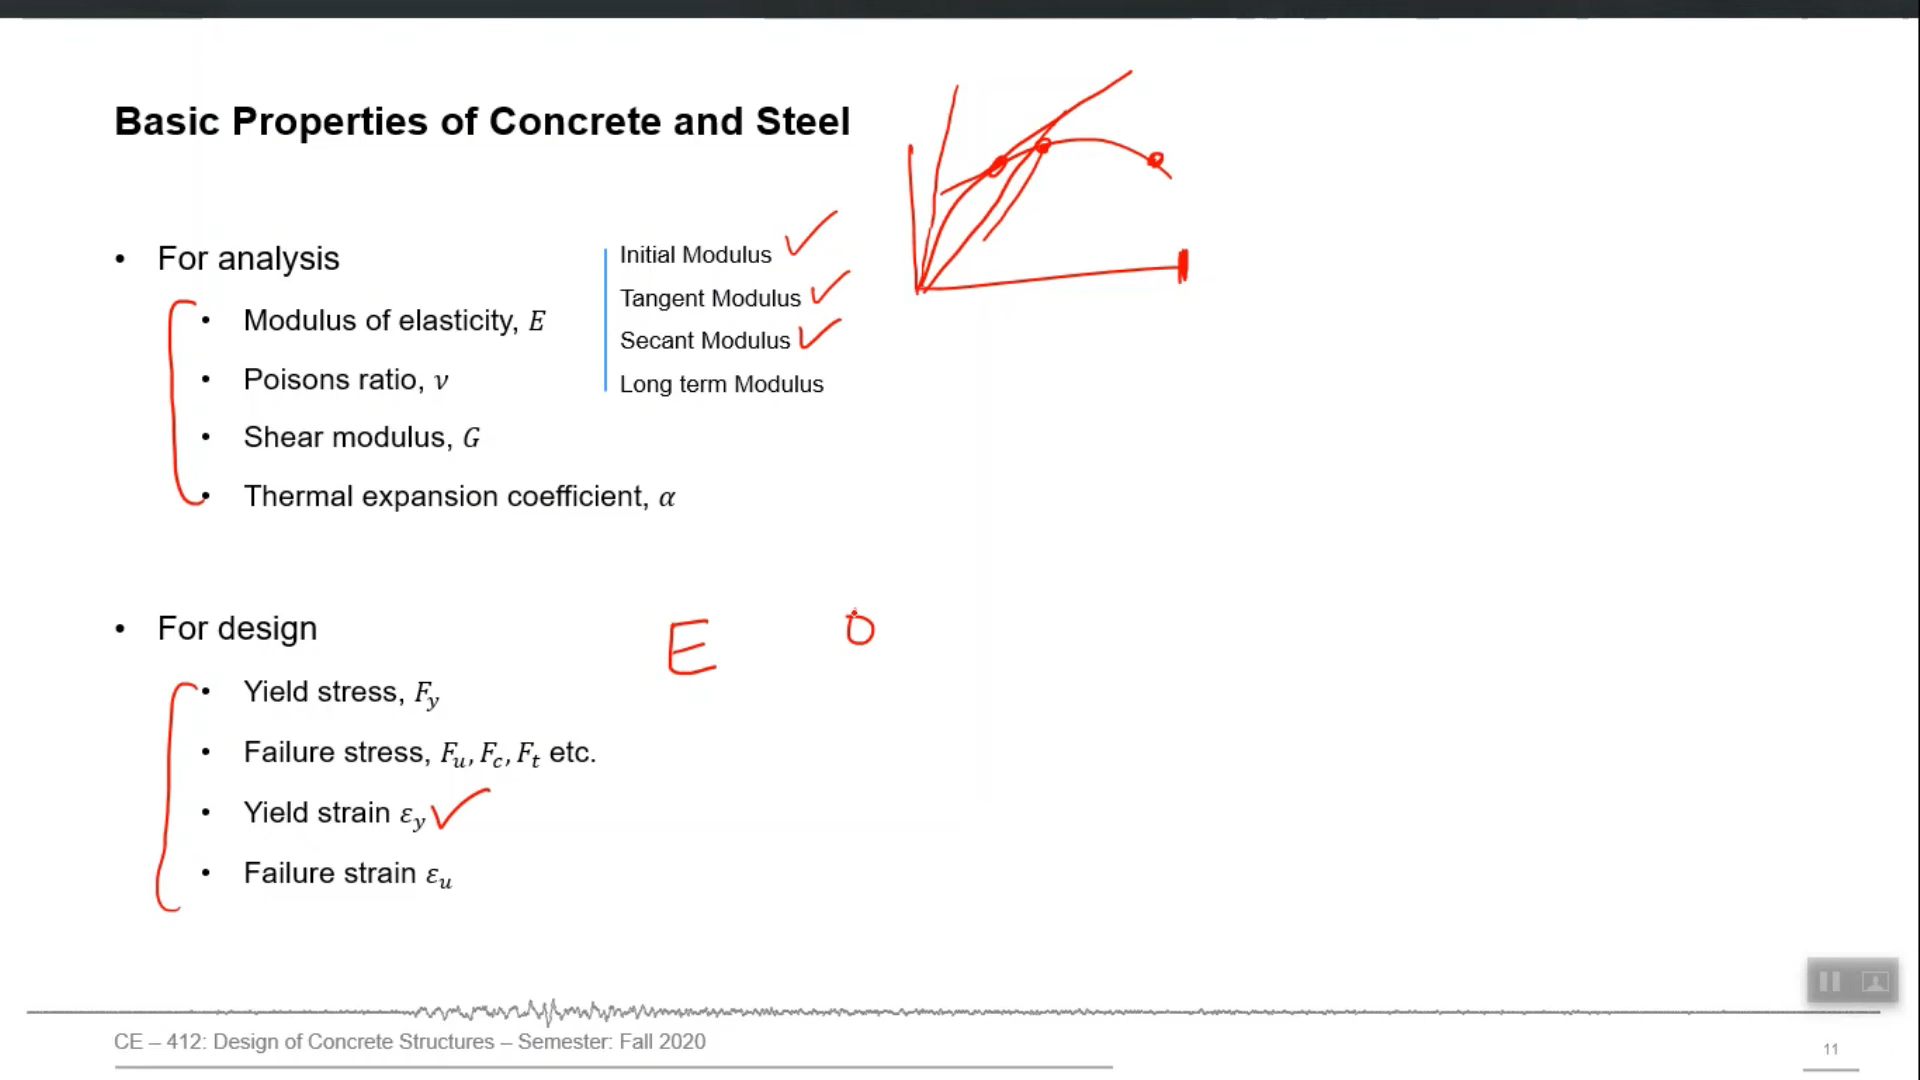 Basic Properties of Concrete and Steel
• For analysis
• Modulus of elasticity, E
• Poisons ratio, ν
• Shear modulus, G
• Thermal expansion coefficient, α
Initial Modulus
Tangent Modulus
Secant Modulus
Long term Modulus
• For design
E
• Yield stress, Fy
• Failure stress, Fu, Fc, Ft etc.
• Yield strain εy
• Failure strain εu
CE – 412: Design of Concrete Structures – Semester: Fall 2020
11